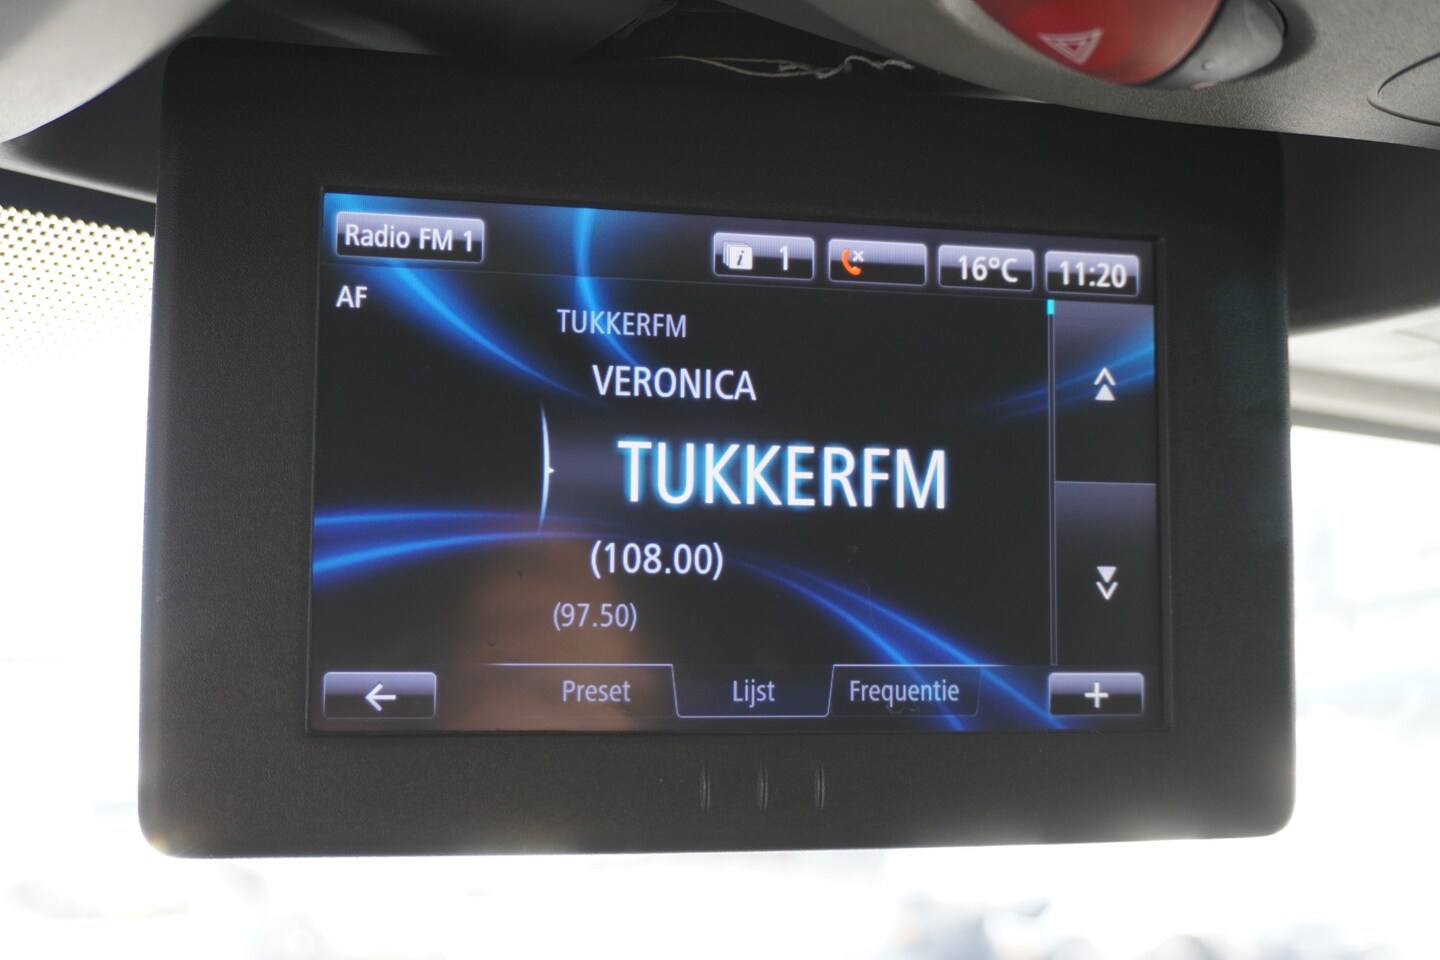 Radio FM 1
1
16°C
11:20
AF
TUKKERFM
VERONICA
TUKKERFM
(108.00)
(97.50)
Preset
Lijst
Frequentie